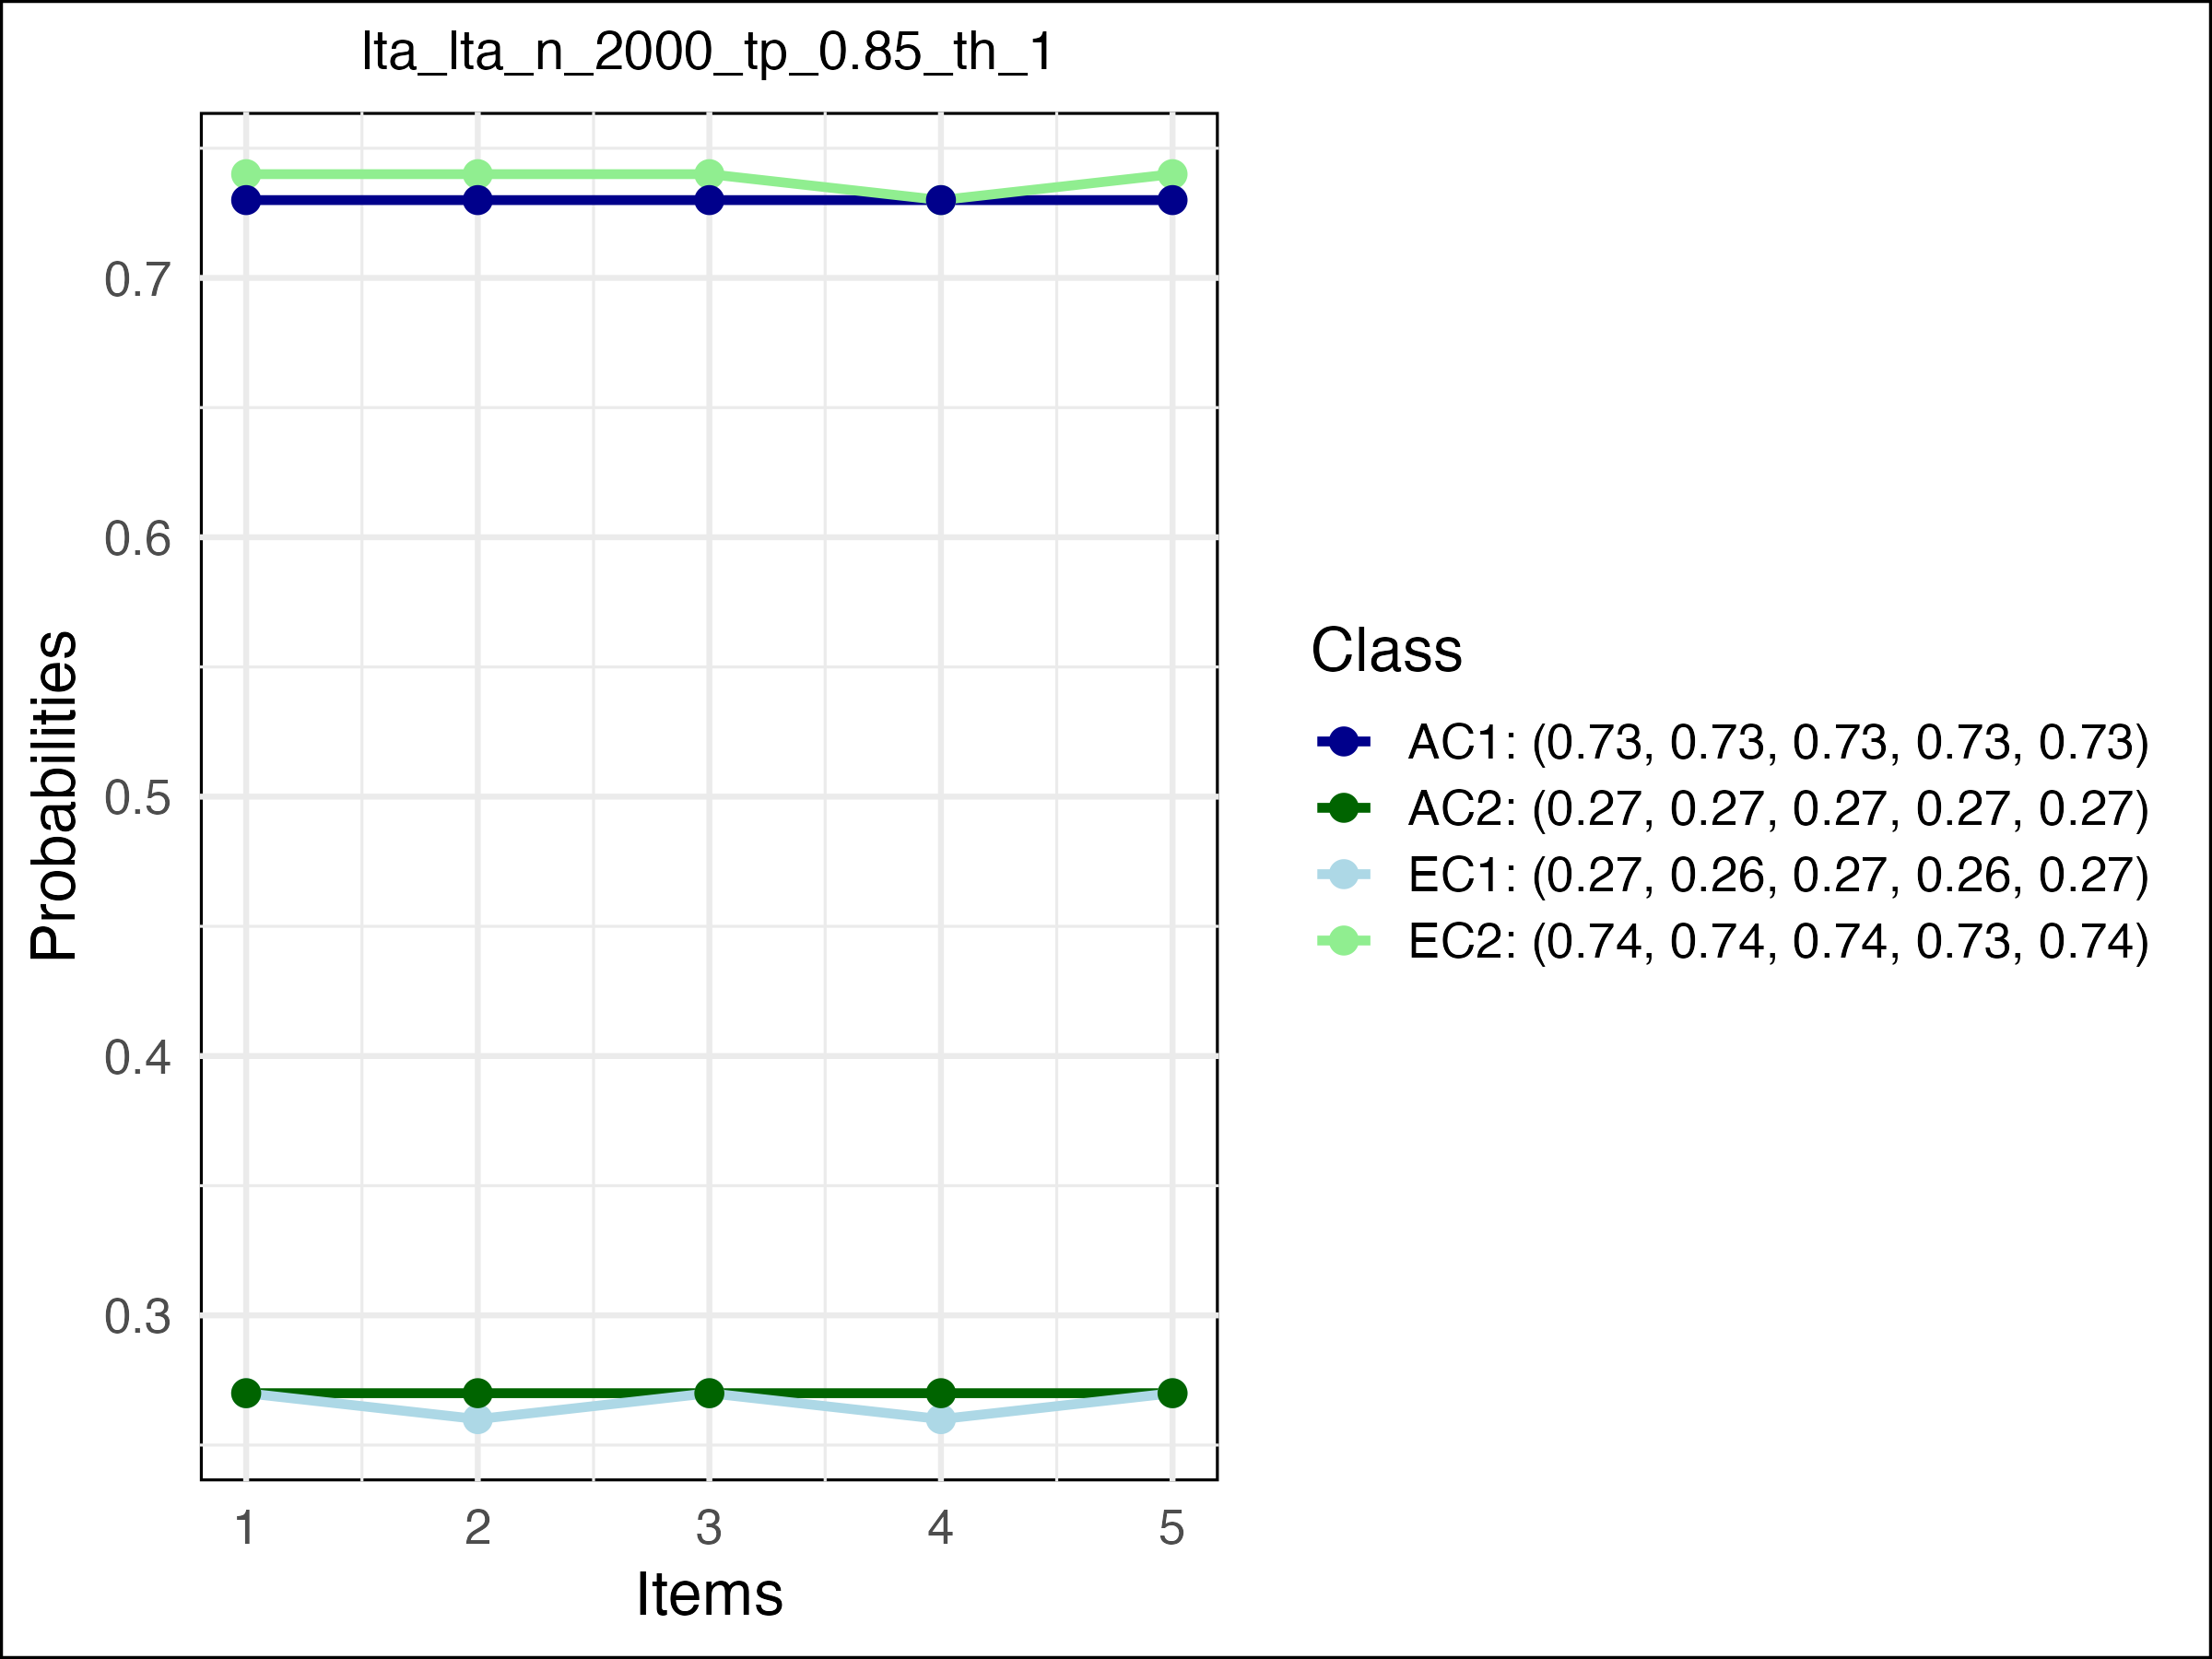 lta_lta_n_2000_tp_0.85_th_1
Probabilities
0.7
0.6
0.5
0.4
0.3
1 2 3 4 5
Items
Class
AC1: (0.73, 0.73, 0.73, 0.73, 0.73)
AC2: (0.27, 0.27, 0.27, 0.27, 0.27)
EC1: (0.27, 0.26, 0.27, 0.26, 0.27)
EC2: (0.74, 0.74, 0.74, 0.73, 0.74)